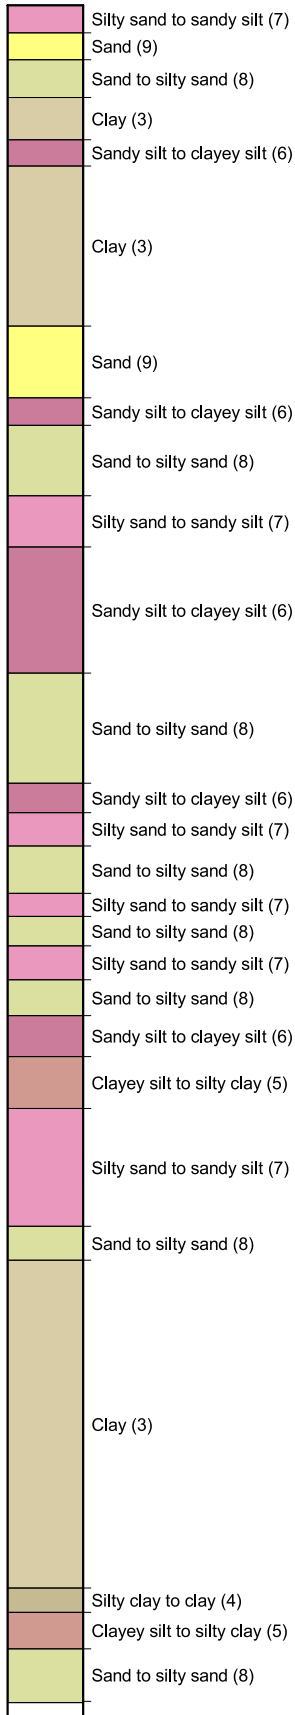 Silty sand to sandy silt (7)
Sand (9)
Sand to silty sand (8)
Clay (3)
Sandy silt to clayey silt (6)
Clay (3)
Sand (9)
Sandy silt to clayey silt (6)
Sand to silty sand (8)
Silty sand to sandy silt (7)
Sandy silt to clayey silt (6)
Sand to silty sand (8)
Sandy silt to clayey silt (6)
Silty sand to sandy silt (7)
Sand to silty sand (8)
Silty sand to sandy silt (7)
Sand to silty sand (8)
Silty sand to sandy silt (7)
Sand to silty sand (8)
Sandy silt to clayey silt (6)
Clayey silt to silty clay (5)
Silty sand to sandy silt (7)
Sand to silty sand (8)
Clay (3)
Silty clay to clay (4)
Clayey silt to silty clay (5)
Sand to silty sand (8)